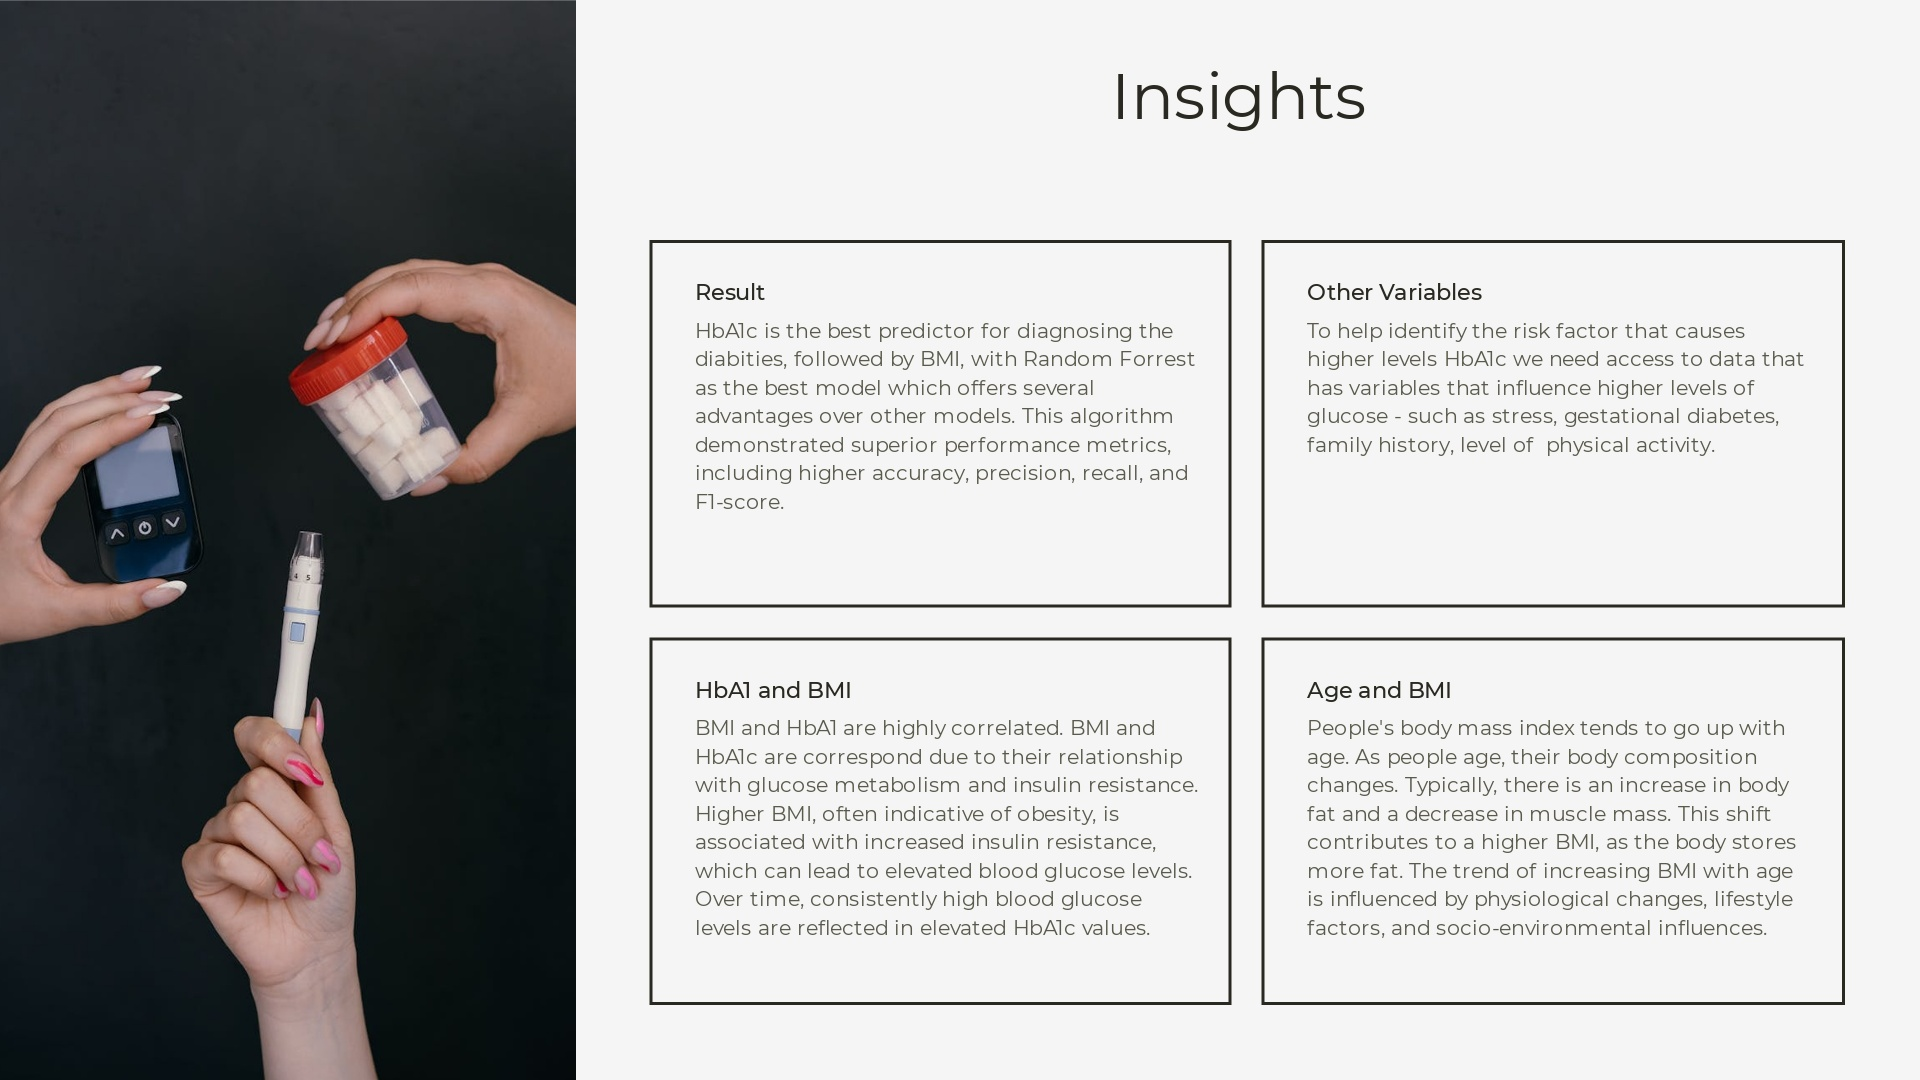 Insights
Result
HbA1c is the best predictor for diagnosing the
diabities, followed by BMI, with Random Forrest
as the best model which offers several
advantages over other models. This algorithm
demonstrated superior performance metrics,
including higher accuracy, precision, recall, and
F1-score.
Other Variables
To help identify the risk factor that causes
higher levels HbA1c we need access to data that
has variables that influence higher levels of
glucose - such as stress, gestational diabetes,
family history, level of  physical activity.
HbA1 and BMI
BMI and HbA1 are highly correlated. BMI and
HbA1c are correspond due to their relationship
with glucose metabolism and insulin resistance.
Higher BMI, often indicative of obesity, is
associated with increased insulin resistance,
which can lead to elevated blood glucose levels.
Over time, consistently high blood glucose
levels are reflected in elevated HbA1c values.
Age and BMI
People's body mass index tends to go up with
age. As people age, their body composition
changes. Typically, there is an increase in body
fat and a decrease in muscle mass. This shift
contributes to a higher BMI, as the body stores
more fat. The trend of increasing BMI with age
is influenced by physiological changes, lifestyle
factors, and socio-environmental influences.
4 5